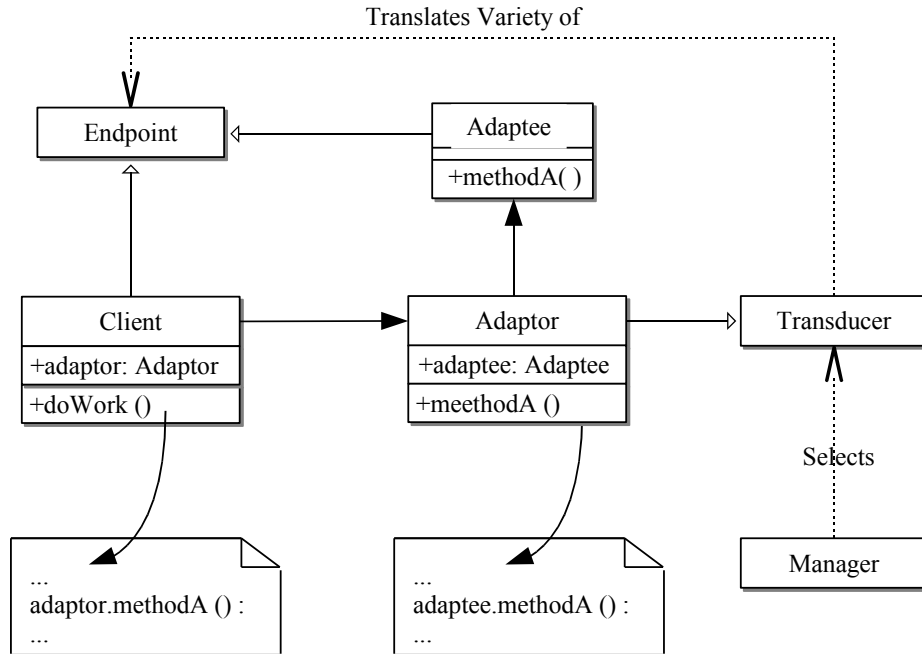 Translates Variety of
Endpoint
Adaptee
+methodA( )
Client
+adaptor: Adaptor
+doWork ()
Adaptor
+adaptee: Adaptee
+meethodA ()
Transducer
Selects
Manager
...
adaptor.methodA () :
...
...
adaptee.methodA () :
...